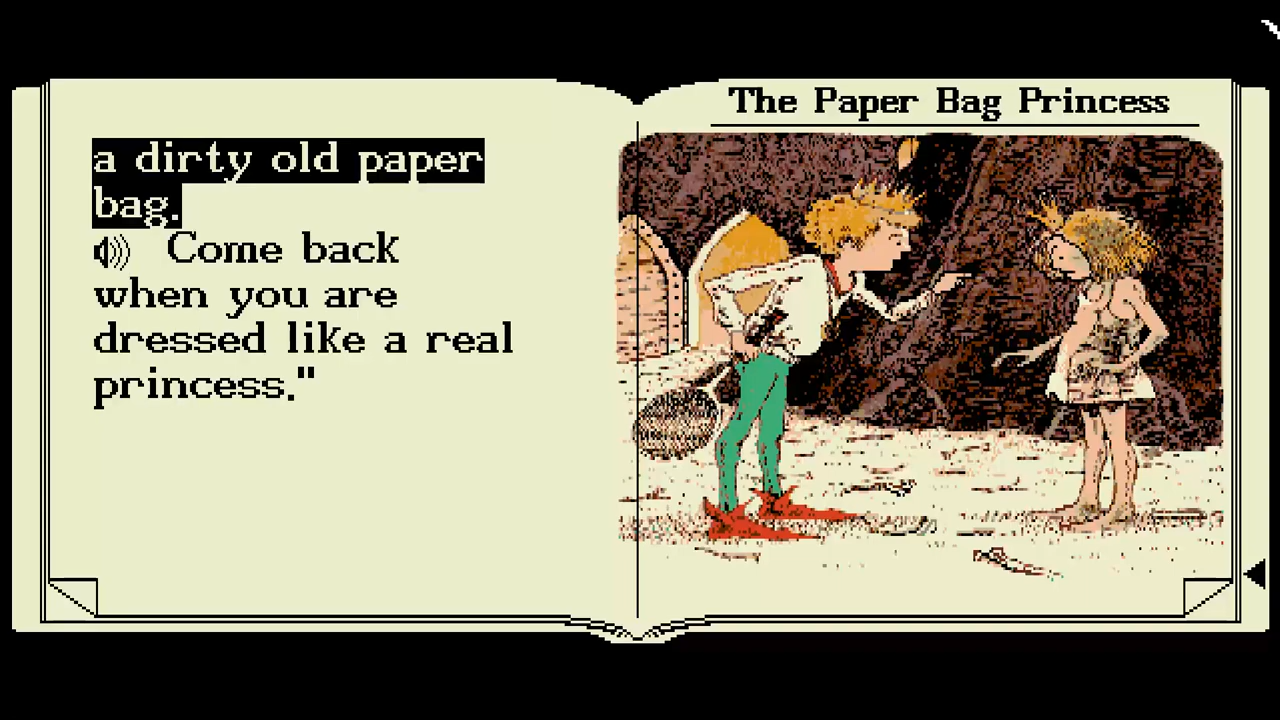 The Paper Bag Princess
a dirty old paper
bag.
Come back
when you are
dressed like a real
princess."